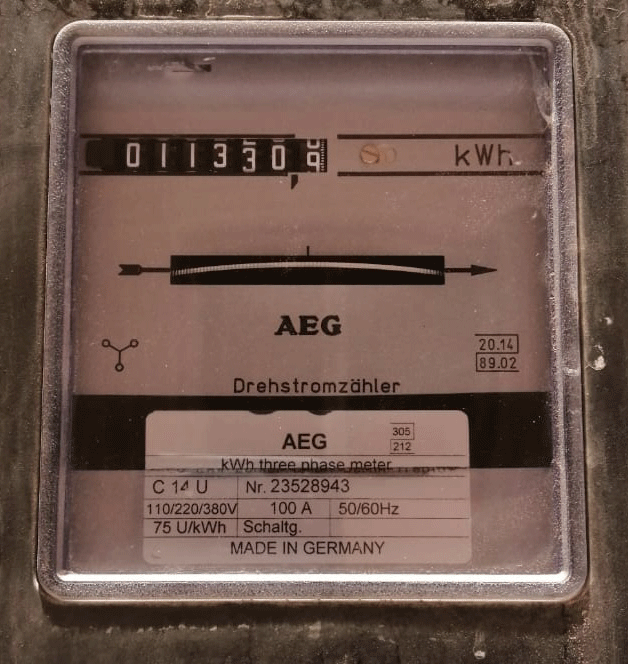 0113309 kWh
AEG
20.14
89.02
Drehstromzähler
AEG
305
212
kWh three phase meter
C 14 U Nr. 23528943
110/220/380V 100 A 50/60Hz
75 U/kWh Schaltg.
MADE IN GERMANY